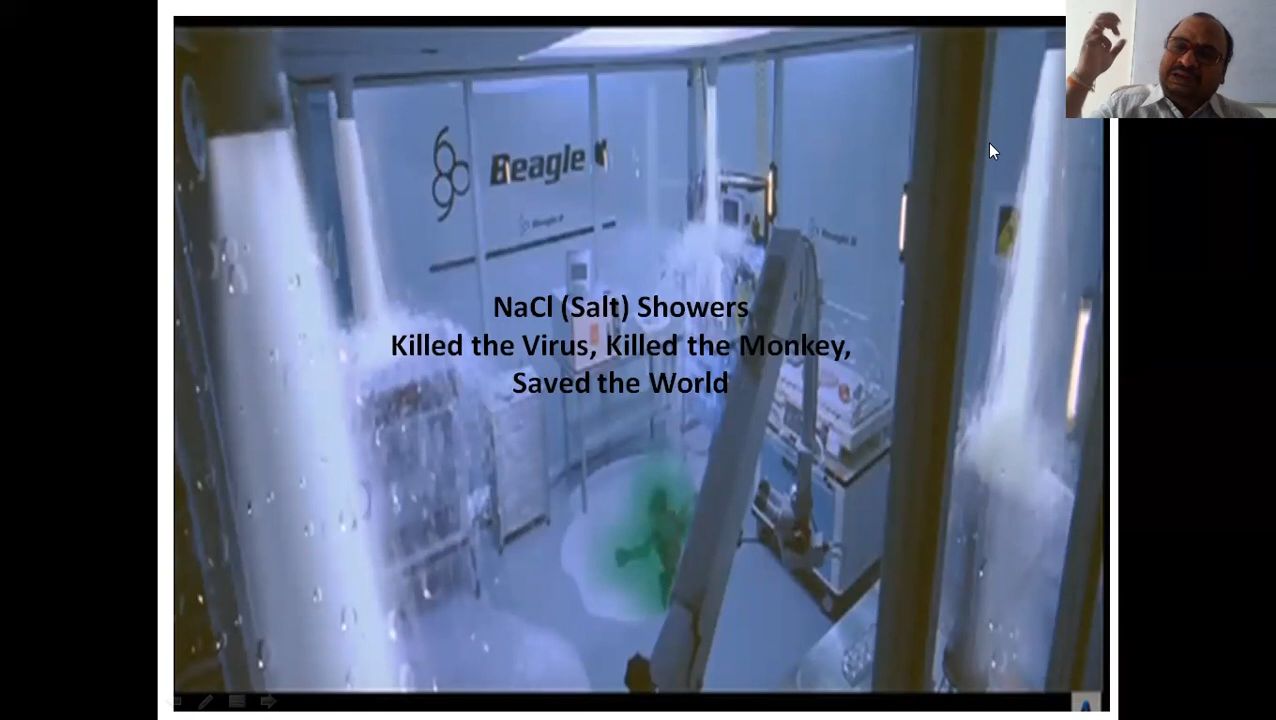 Beagle
NaCl (Salt) Showers
Killed the Virus, Killed the Monkey,
Saved the World